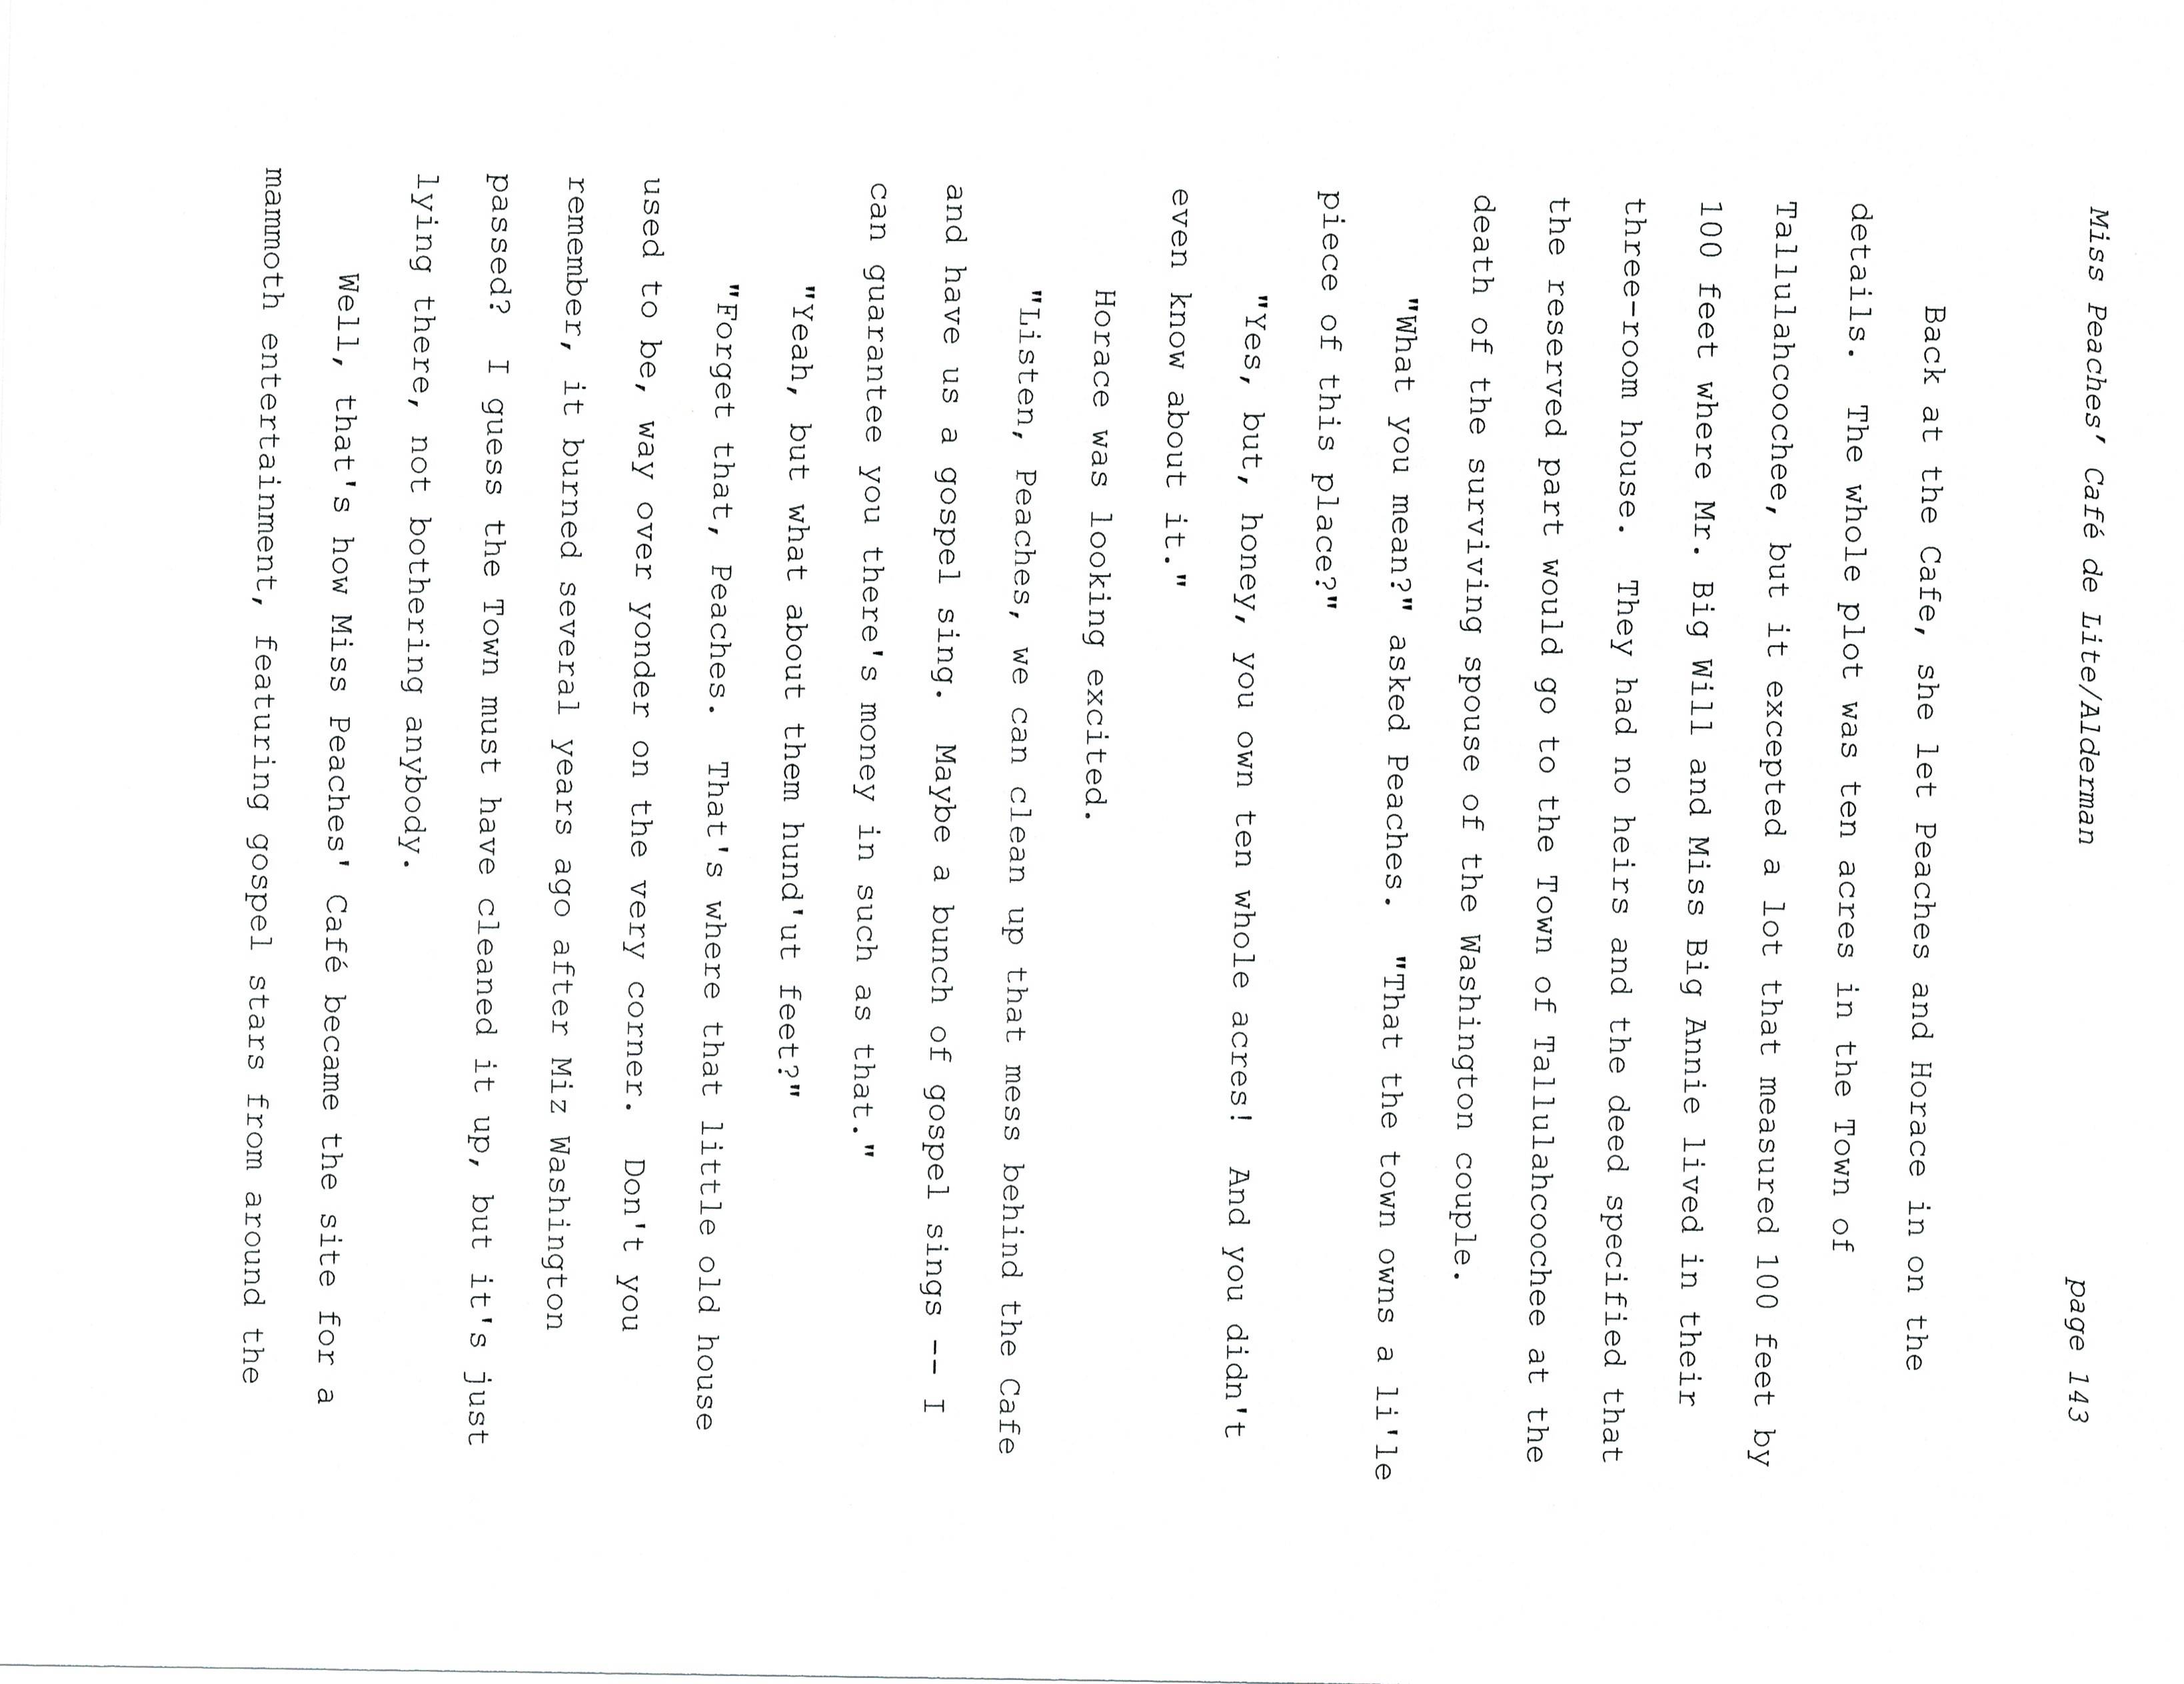 Miss Peaches' Café de Lite/Alderman page 143
Back at the Cafe, she let Peaches and Horace in on the
details.  The whole plot was ten acres in the Town of
Tallulahcoochee, but it excepted a lot that measured 100 feet by
100 feet where Mr. Big Will and Miss Big Annie lived in their
three-room house.  They had no heirs and the deed specified that
the reserved part would go to the Town of Tallulahcoochee at the
death of the surviving spouse of the Washington couple.
"What you mean?" asked Peaches.  "That the town owns a li'le
piece of this place?"
"Yes, but, honey, you own ten whole acres!  And you didn't
even know about it."
Horace was looking excited.
"Listen, Peaches, we can clean up that mess behind the Cafe
and have us a gospel sing.  Maybe a bunch of gospel sings -- I
can guarantee you there's money in such as that."
"Yeah, but what about them hund'ut feet?"
"Forget that, Peaches.  That's where that little old house
used to be, way over yonder on the very corner.  Don't you
remember, it burned several years ago after Miz Washington
passed?  I guess the Town must have cleaned it up, but it's just
lying there, not bothering anybody.
Well, that's how Miss Peaches' Café became the site for a
mammoth entertainment, featuring gospel stars from around the